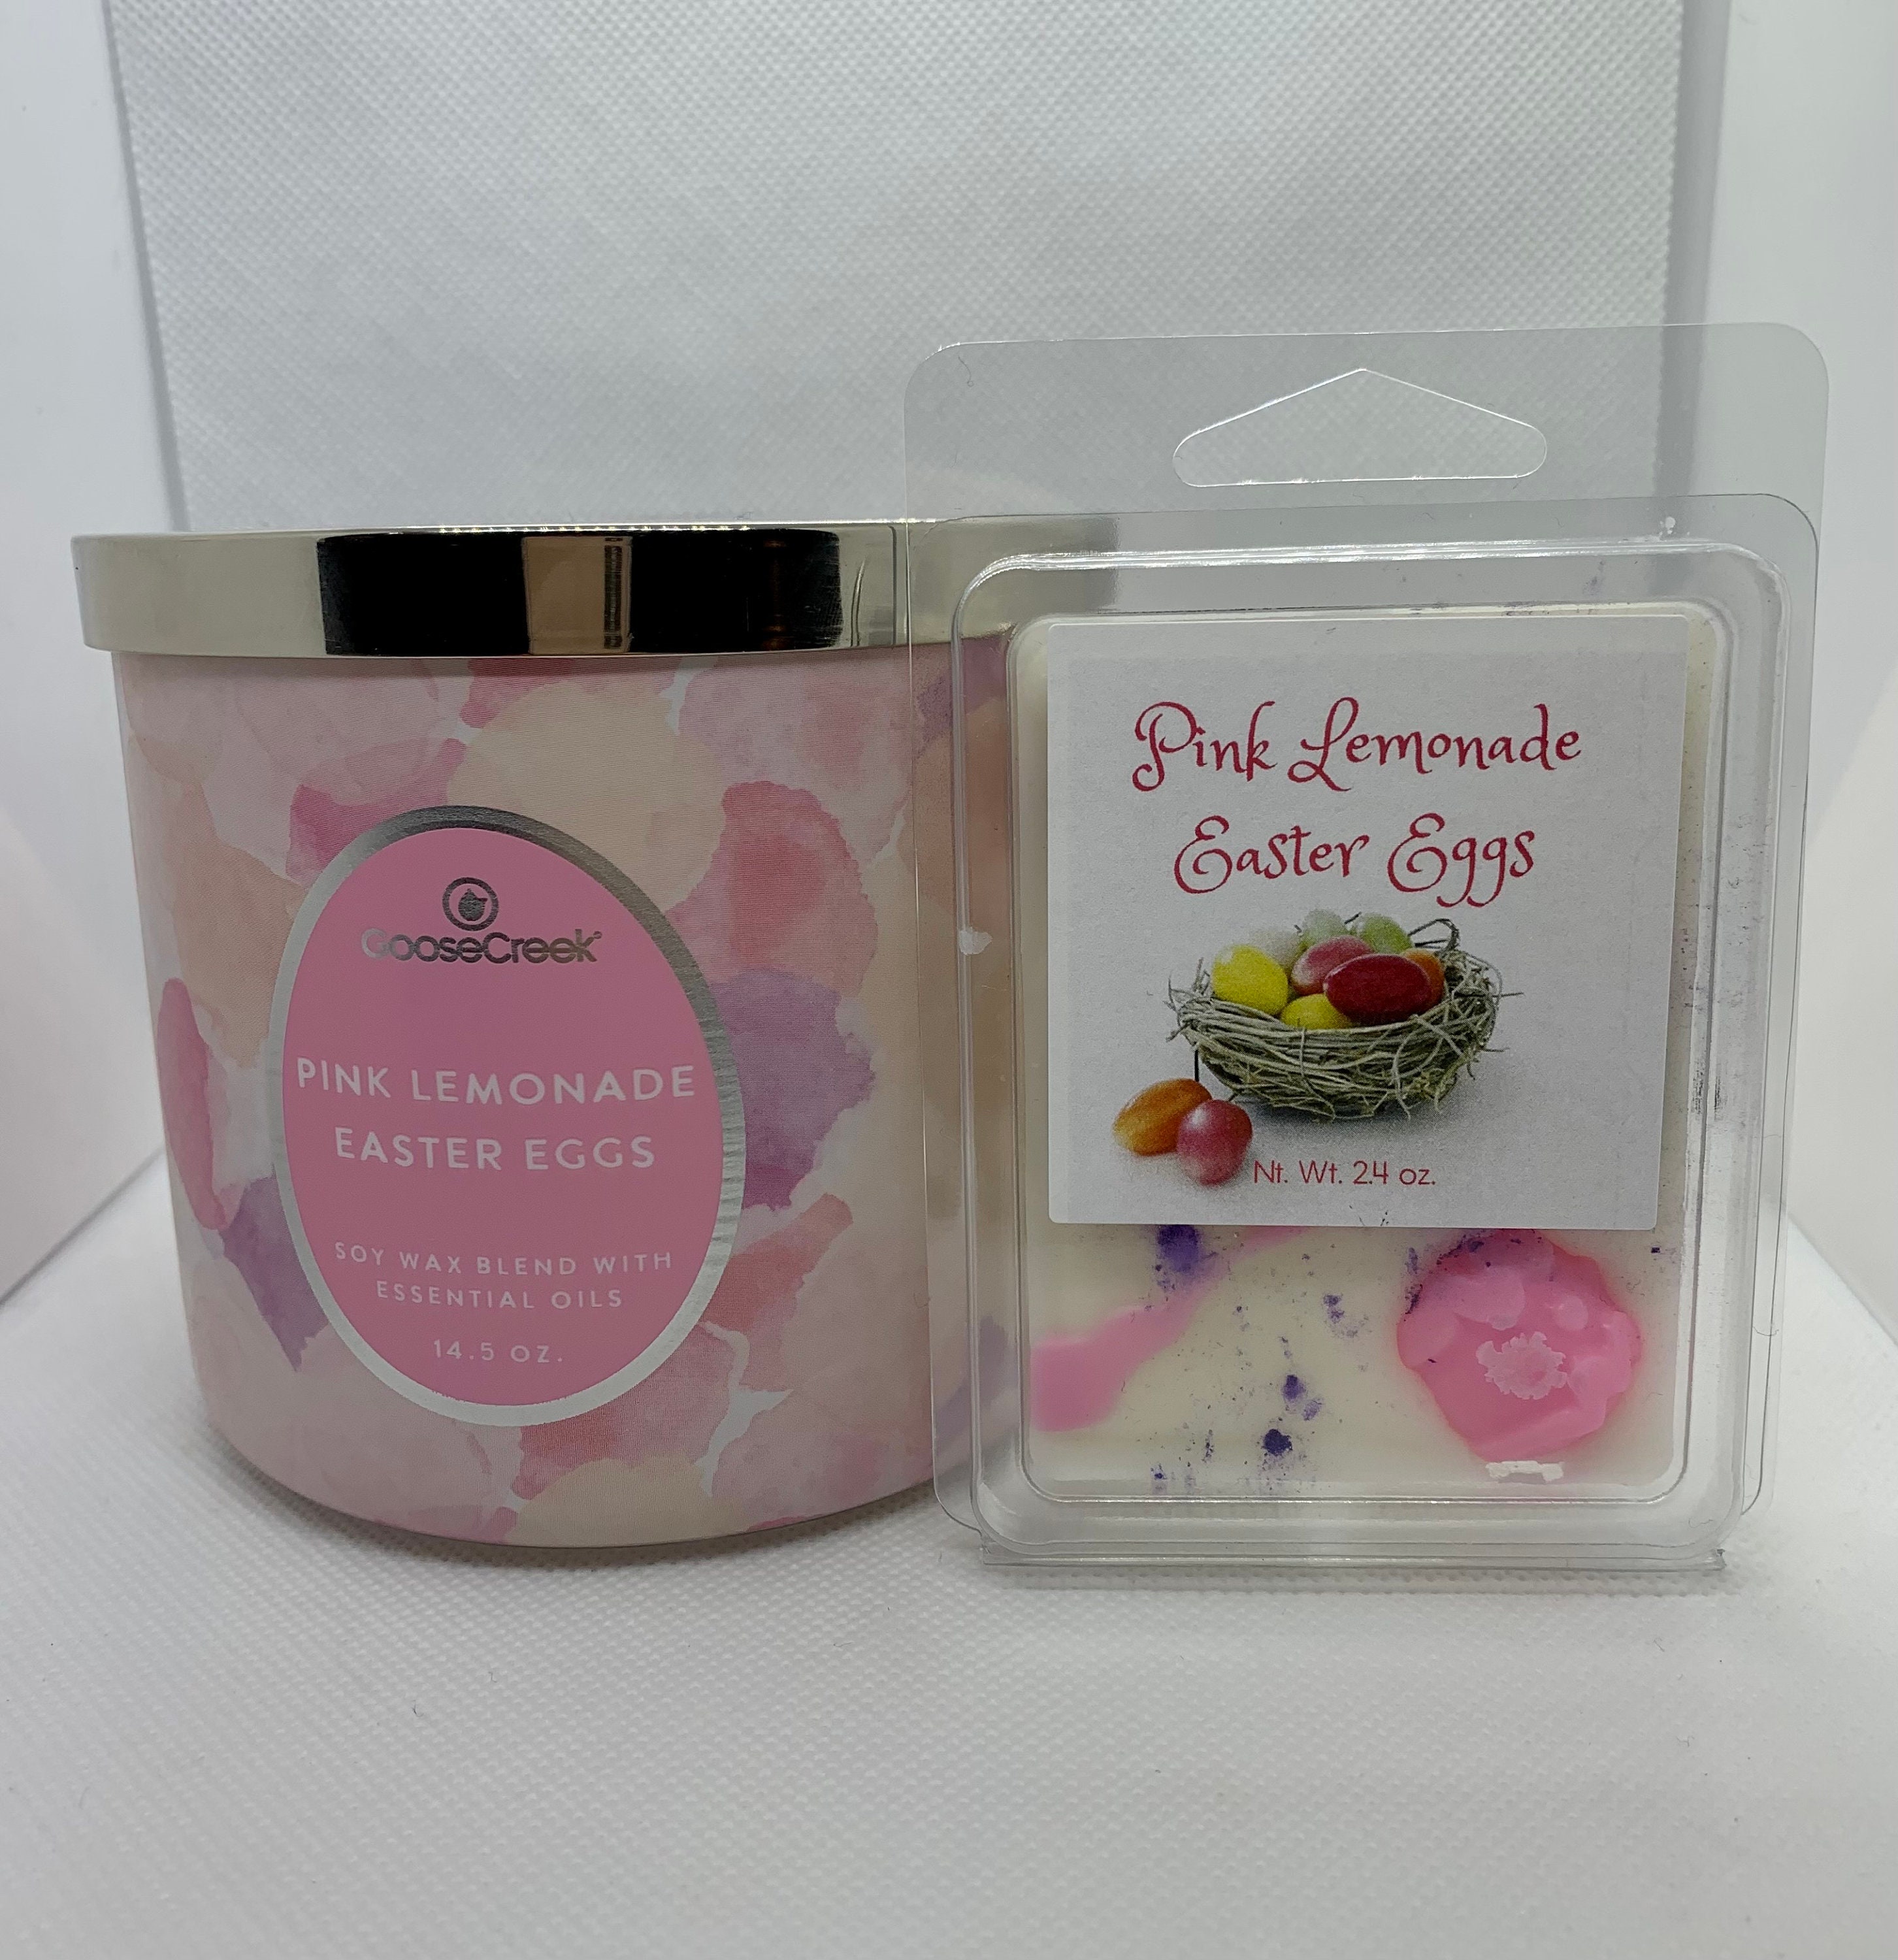 GooseCreek
PINK LEMONADE
EASTER EGGS
SOY WAX BLEND WITH
ESSENTIAL OILS
14.5 OZ.
Pink Lemonade
Easter Eggs
Nt. Wt. 2.4 oz.